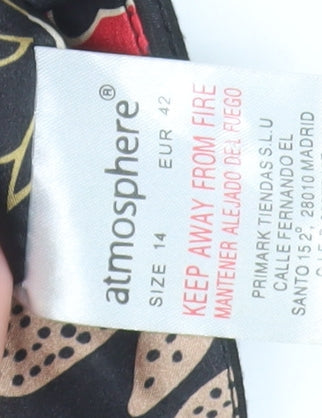 atmosphere®
SIZE 14 EUR 42
KEEP AWAY FROM FIRE
MANTENER ALEJADO DEL FUEGO
PRIMARK TIENDAS S.L.U
CALLE FERNANDO EL
SANTO 15 2º, 28010 MADRID